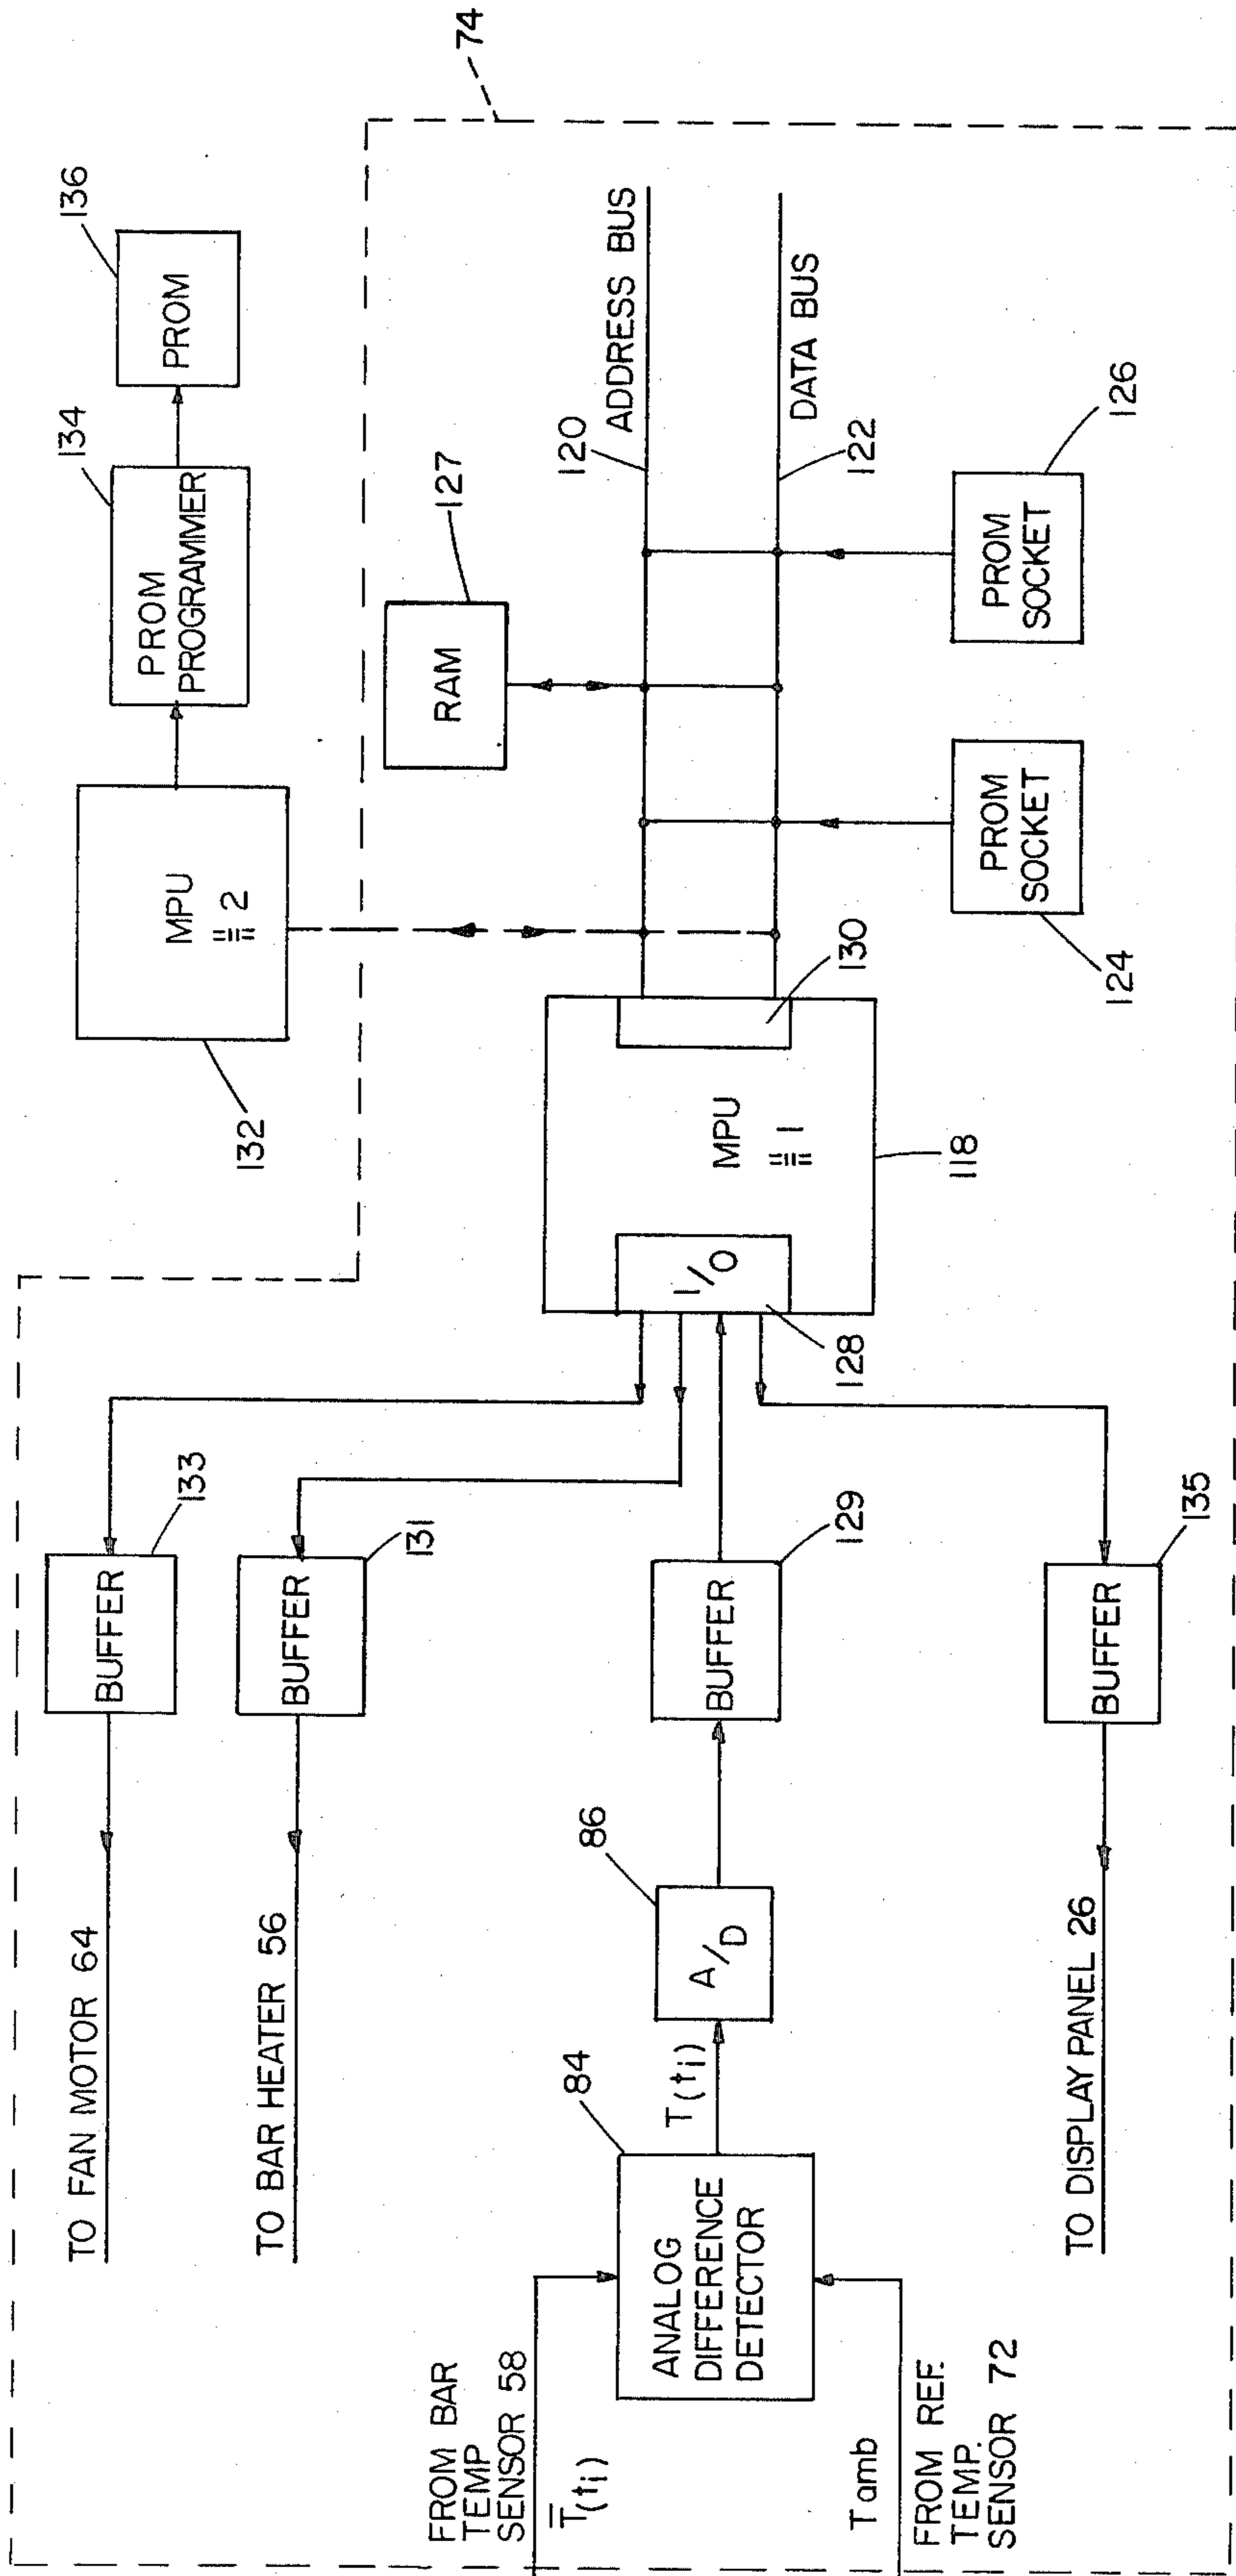 74
136
PROM
134
PROM
PROGRAMMER
MPU
#2
132
127
RAM
120
ADDRESS BUS
DATA BUS
122
126
PROM
SOCKET
PROM
SOCKET
124
130
MPU
#1
118
I/O
128
133
BUFFER
TO FAN MOTOR 64
131
BUFFER
TO BAR HEATER 56
129
BUFFER
86
A/D
T(ti)
84
ANALOG
DIFFERENCE
DETECTOR
FROM BAR
TEMP
SENSOR 58
T̅(ti)
Tamb
FROM REF.
TEMP.
SENSOR 72
135
BUFFER
TO DISPLAY PANEL 26